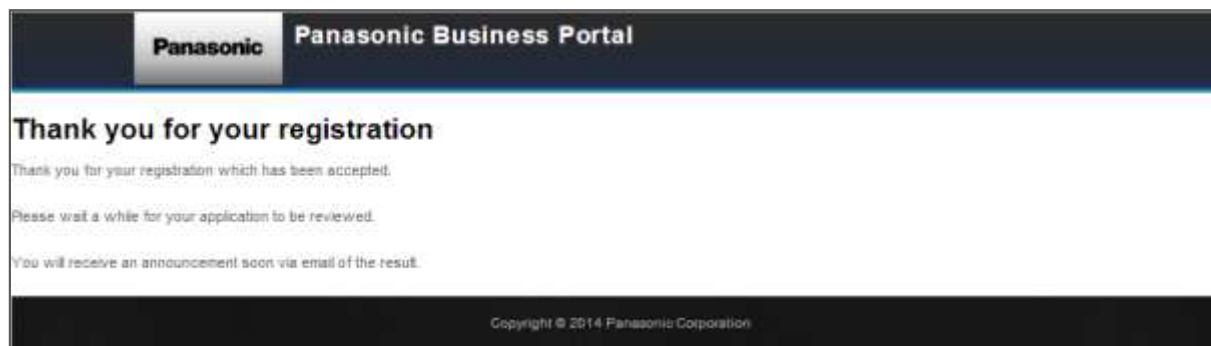 Panasonic
Panasonic Business Portal
Thank you for your registration
Thank you for your registration which has been accepted.
Please wait a while for your application to be reviewed.
You will receive an announcement soon via email of the result.
Copyright © 2014 Panasonic Corporation